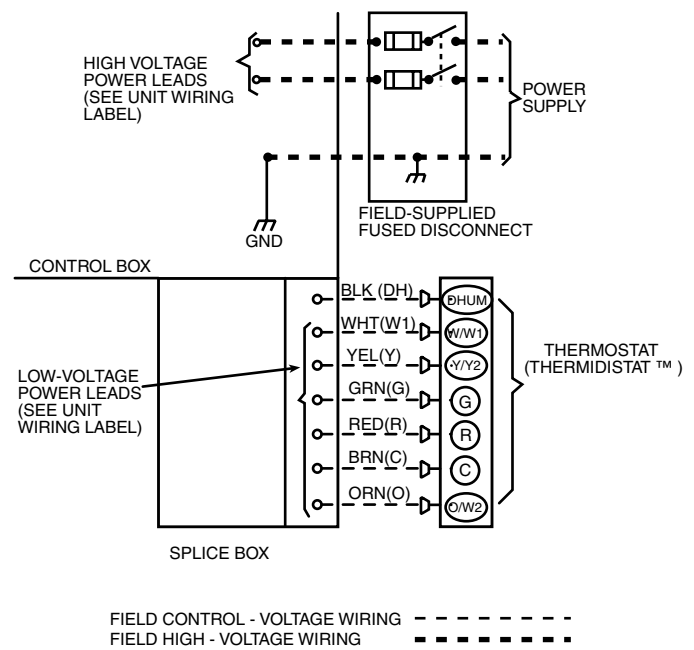 HIGH VOLTAGE
POWER LEADS
(SEE UNIT WIRING
LABEL)
POWER
SUPPLY
FIELD-SUPPLIED
FUSED DISCONNECT
GND
CONTROL BOX
LOW-VOLTAGE
POWER LEADS
(SEE UNIT
WIRING LABEL)
BLK (DH)
DHUM
WHT(W1)
W/W1
YEL(Y)
Y/Y2
GRN(G)
G
RED(R)
R
BRN(C)
C
ORN(O)
O/W2
THERMOSTAT
(THERMIDISTAT ™ )
SPLICE BOX
FIELD CONTROL - VOLTAGE WIRING
FIELD HIGH - VOLTAGE WIRING